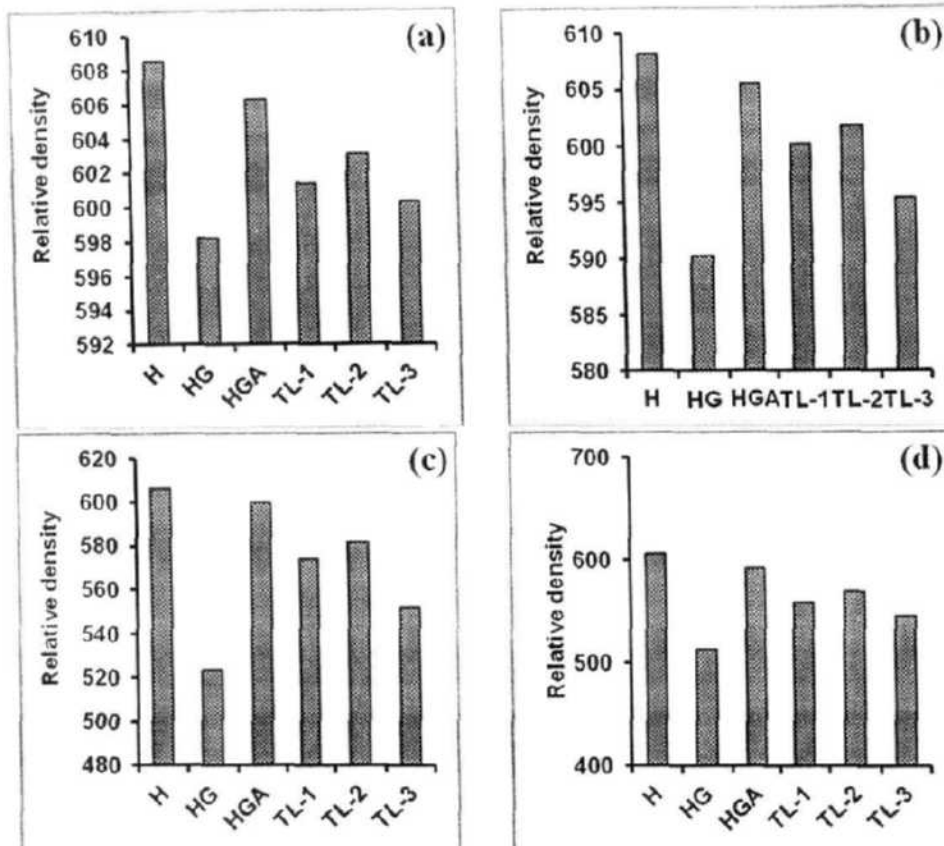 (a)
Relative density
610
608
606
604
602
600
598
596
594
592
H HG HGA TL-1 TL-2 TL-3
(b)
Relative density
610
605
600
595
590
585
580
H HG HGA TL-1 TL-2 TL-3
(c)
Relative density
620
600
580
560
540
520
500
480
H HG HGA TL-1 TL-2 TL-3
(d)
Relative density
700
600
500
400
H HG HGA TL-1 TL-2 TL-3